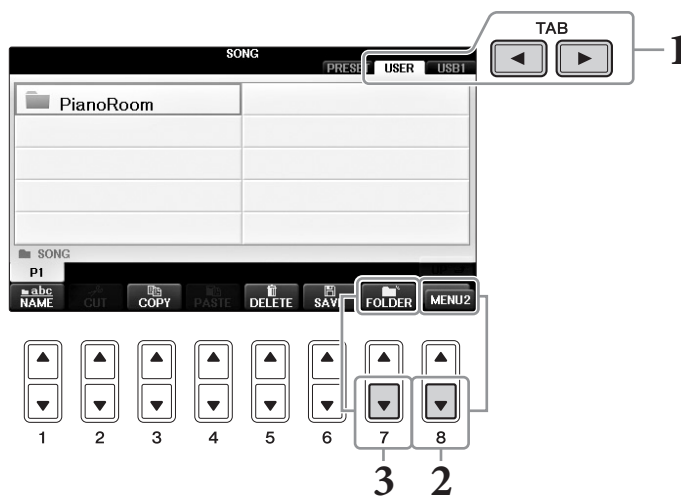 SONG
TAB
1
PRESET USER USB1
PianoRoom
SONG
P1
abc
NAME CUT COPY PASTE DELETE SAVE FOLDER MENU2
1 2 3 4 5 6 7 8
3 2